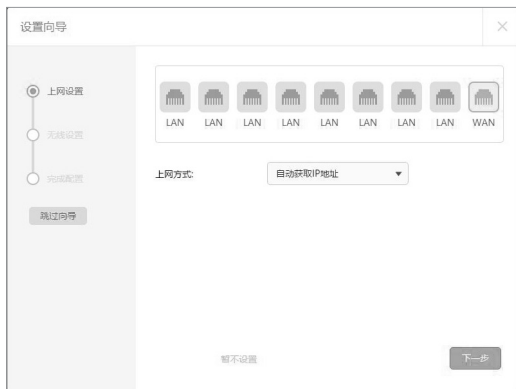 设置向导
上网设置
无线设置
完成配置
跳过向导
LAN LAN LAN LAN LAN LAN LAN LAN WAN
上网方式: 自动获取IP地址
暂不设置
下一步